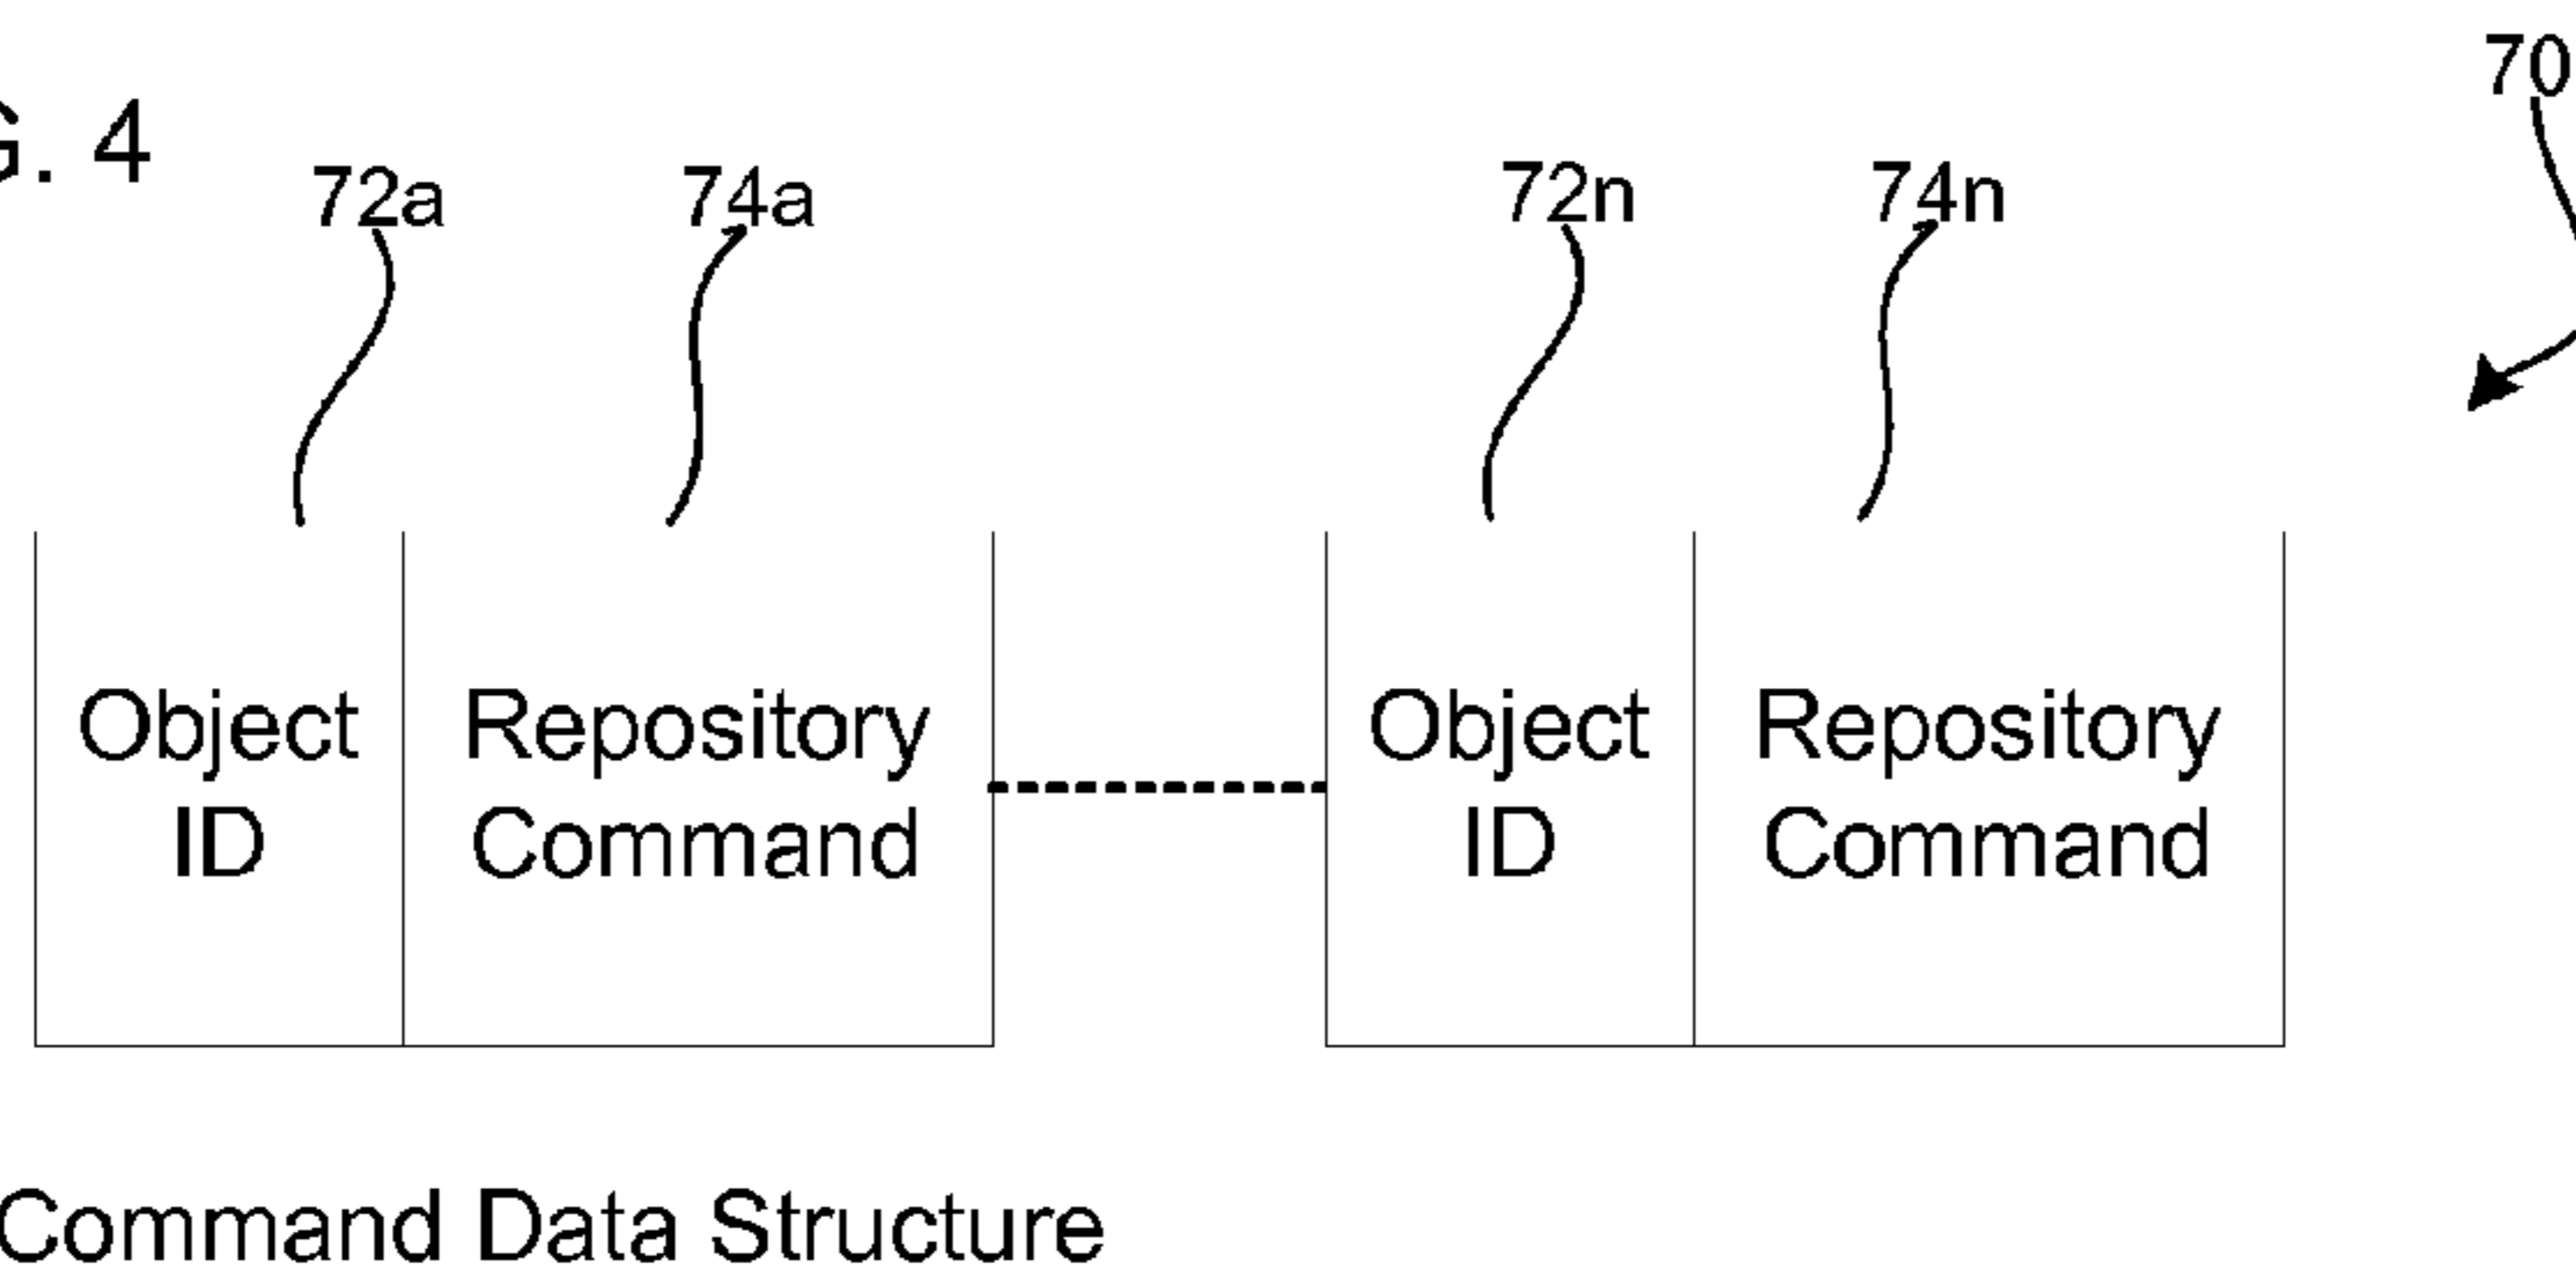 G. 4
70
72a 74a 72n 74n
Object Repository Object Repository
ID Command ID Command
Command Data Structure